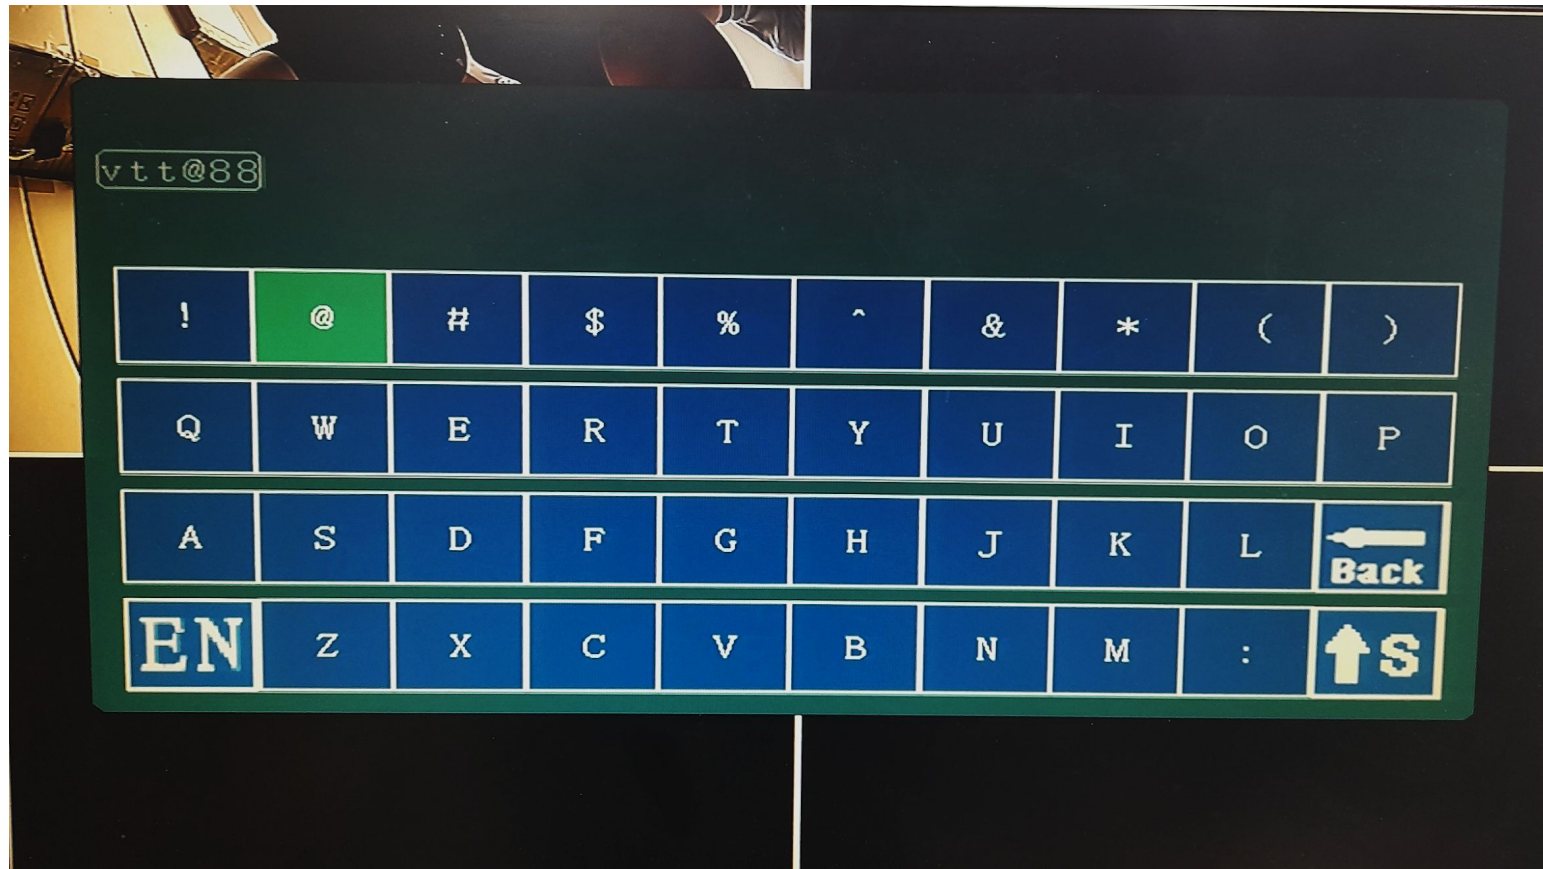 vtt@88
! @ # $ % ^ & * ( )
Q W E R T Y U I O P
A S D F G H J K L Back
EN Z X C V B N M : S